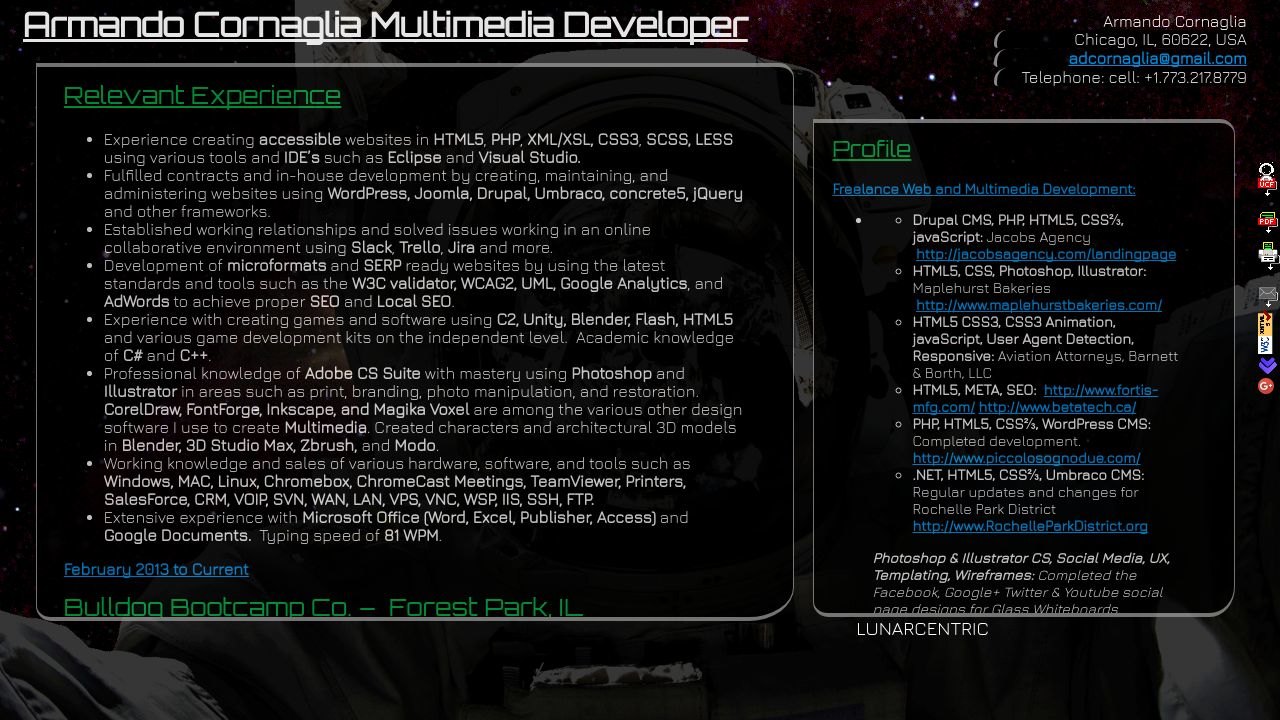 Armando Cornaglia Multimedia Developer
Armando Cornaglia
Chicago, IL, 60622, USA
adcornaglia@gmail.com
Telephone: cell: +1.773.217.8779
Relevant Experience
Experience creating accessible websites in HTML5, PHP, XML/XSL, CSS3, SCSS, LESS
using various tools and IDE's such as Eclipse and Visual Studio.
Fulfilled contracts and in-house development by creating, maintaining, and
administering websites using WordPress, Joomla, Drupal, Umbraco, concrete5, jQuery
and other frameworks.
Established working relationships and solved issues working in an online
collaborative environment using Slack, Trello, Jira and more.
Development of microformats and SERP ready websites by using the latest
standards and tools such as the W3C validator, WCAG2, UML, Google Analytics, and
AdWords to achieve proper SEO and Local SEO.
Experience with creating games and software using C2, Unity, Blender, Flash, HTML5
and various game development kits on the independent level. Academic knowledge
of C# and C++.
Professional knowledge of Adobe CS Suite with mastery using Photoshop and
Illustrator in areas such as print, branding, photo manipulation, and restoration.
CorelDraw, FontForge, Inkscape, and Magika Voxel are among the various other design
software I use to create Multimedia. Created characters and architectural 3D models
in Blender, 3D Studio Max, Zbrush, and Modo.
Working knowledge and sales of various hardware, software, and tools such as
Windows, MAC, Linux, Chromebox, ChromeCast Meetings, TeamViewer, Printers,
SalesForce, CRM, VOIP, SVN, WAN, LAN, VPS, VNC, WSP, IIS, SSH, FTP.
Extensive experience with Microsoft Office (Word, Excel, Publisher, Access) and
Google Documents. Typing speed of 81 WPM.
February 2013 to Current
Bulldog Bootcamp Co. – Forest Park, IL
Profile
Freelance Web and Multimedia Development:
Drupal CMS, PHP, HTML5, CSS⅔,
javaScript: Jacobs Agency
http://jacobsagency.com/landingpage
HTML5, CSS, Photoshop, Illustrator:
Maplehurst Bakeries
http://www.maplehurstbakeries.com/
HTML5 CSS3, CSS3 Animation,
javaScript, User Agent Detection,
Responsive: Aviation Attorneys, Barnett
& Borth, LLC
HTML5, META, SEO: http://www.fortis-
mfg.com/ http://www.betatech.ca/
PHP, HTML5, CSS⅔, WordPress CMS:
Completed development.
http://www.piccolosognodue.com/
.NET, HTML5, CSS⅔, Umbraco CMS:
Regular updates and changes for
Rochelle Park District
http://www.RochelleParkDistrict.org
Photoshop & Illustrator CS, Social Media, UX,
Templating, Wireframes: Completed the
Facebook, Google+ Twitter & Youtube social
page designs for Glass Whiteboards
LUNARCENTRIC
UCF
PDF
W3C